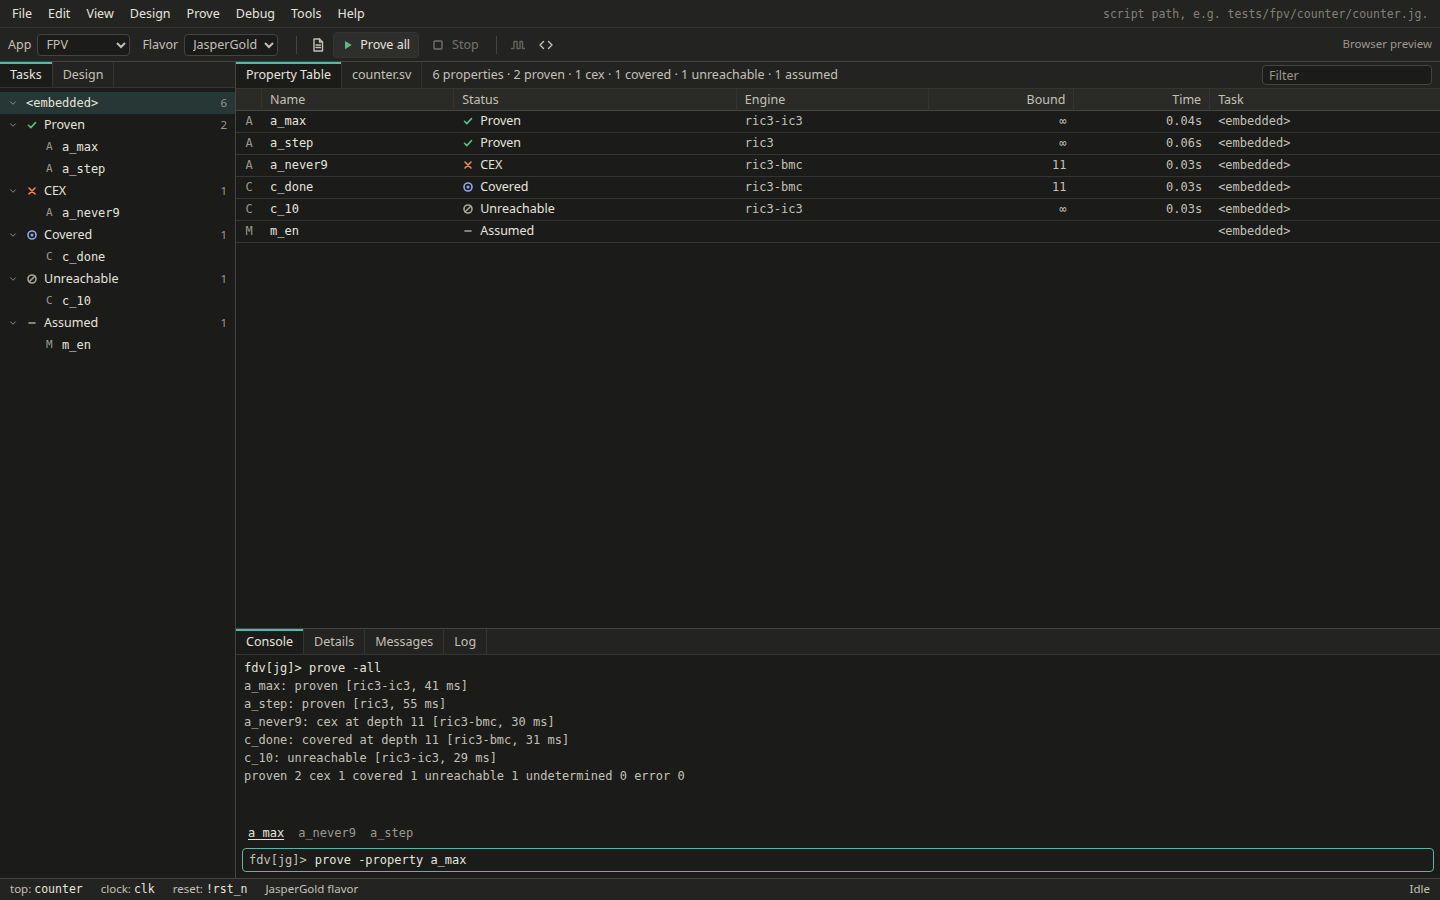 File Edit View Design Prove Debug Tools Help script path, e.g. tests/fpv/counter/counter.jg.
App FPV Flavor JasperGold Prove all Stop Browser preview
Tasks Design Property Table counter.sv 6 properties · 2 proven · 1 cex · 1 covered · 1 unreachable · 1 assumed Filter
<embedded> 6
Proven 2
A a_max
A a_step
CEX 1
A a_never9
Covered 1
C c_done
Unreachable 1
C c_10
Assumed 1
M m_en
Name Status Engine Bound Time Task
A a_max Proven ric3-ic3 ∞ 0.04s <embedded>
A a_step Proven ric3 ∞ 0.06s <embedded>
A a_never9 CEX ric3-bmc 11 0.03s <embedded>
C c_done Covered ric3-bmc 11 0.03s <embedded>
C c_10 Unreachable ric3-ic3 ∞ 0.03s <embedded>
M m_en Assumed <embedded>
Console Details Messages Log
fdv[jg]> prove -all
a_max: proven [ric3-ic3, 41 ms]
a_step: proven [ric3, 55 ms]
a_never9: cex at depth 11 [ric3-bmc, 30 ms]
c_done: covered at depth 11 [ric3-bmc, 31 ms]
c_10: unreachable [ric3-ic3, 29 ms]
proven 2 cex 1 covered 1 unreachable 1 undetermined 0 error 0
a_max a_never9 a_step
fdv[jg]> prove -property a_max
top: counter clock: clk reset: !rst_n JasperGold flavor Idle